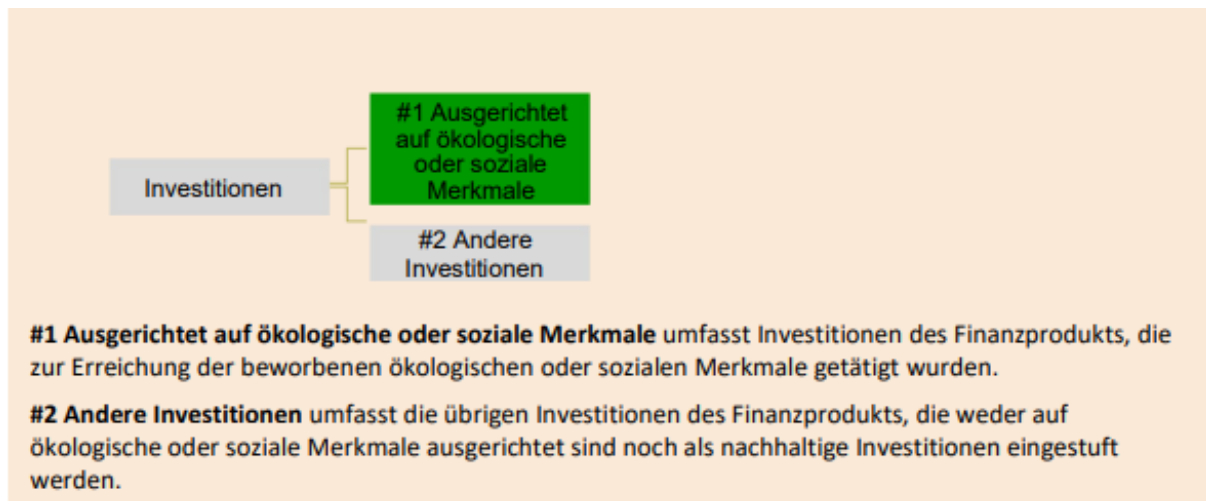 #1 Ausgerichtet
auf ökologische
oder soziale
Merkmale
Investitionen
#2 Andere
Investitionen
#1 Ausgerichtet auf ökologische oder soziale Merkmale umfasst Investitionen des Finanzprodukts, die
zur Erreichung der beworbenen ökologischen oder sozialen Merkmale getätigt wurden.
#2 Andere Investitionen umfasst die übrigen Investitionen des Finanzprodukts, die weder auf
ökologische oder soziale Merkmale ausgerichtet sind noch als nachhaltige Investitionen eingestuft
werden.